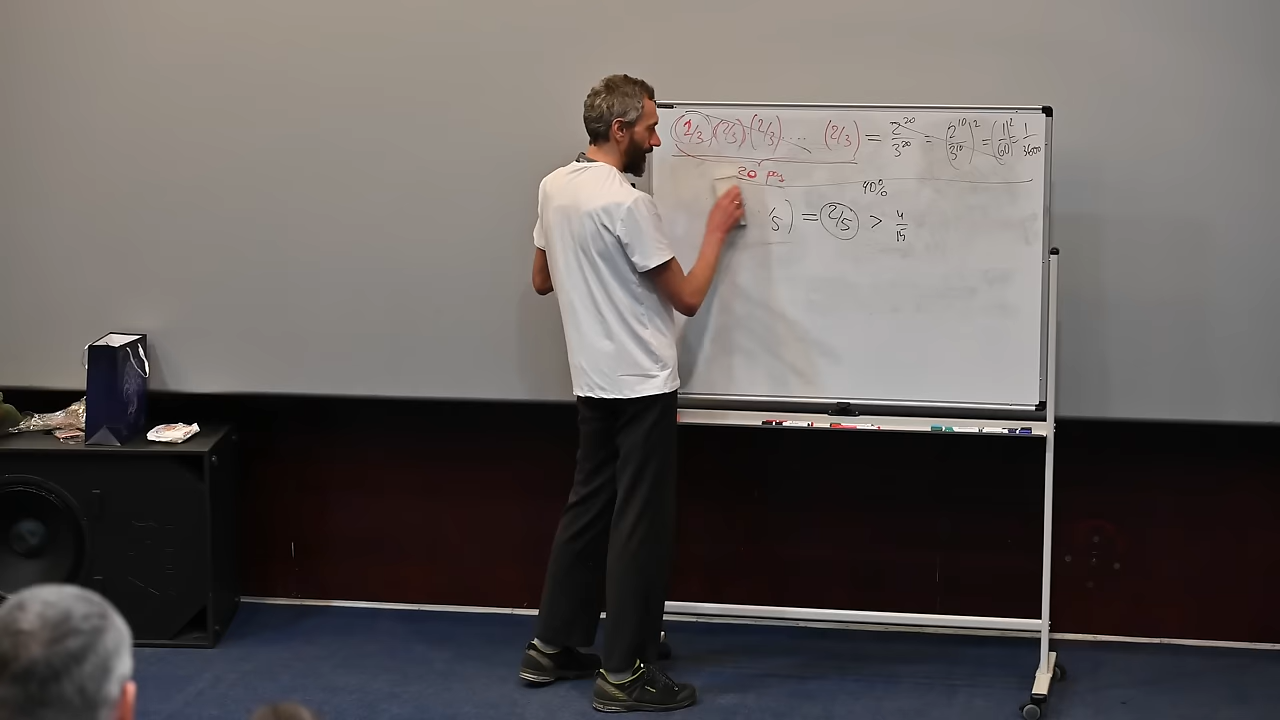 (2/3)(2/3)(2/3)....(2/3) = 2^20/3^20 = (2^10/3^10)^2 = (1/60)^2 = 1/3600
20 раз
40%
/5) = 2/5 > 4/15